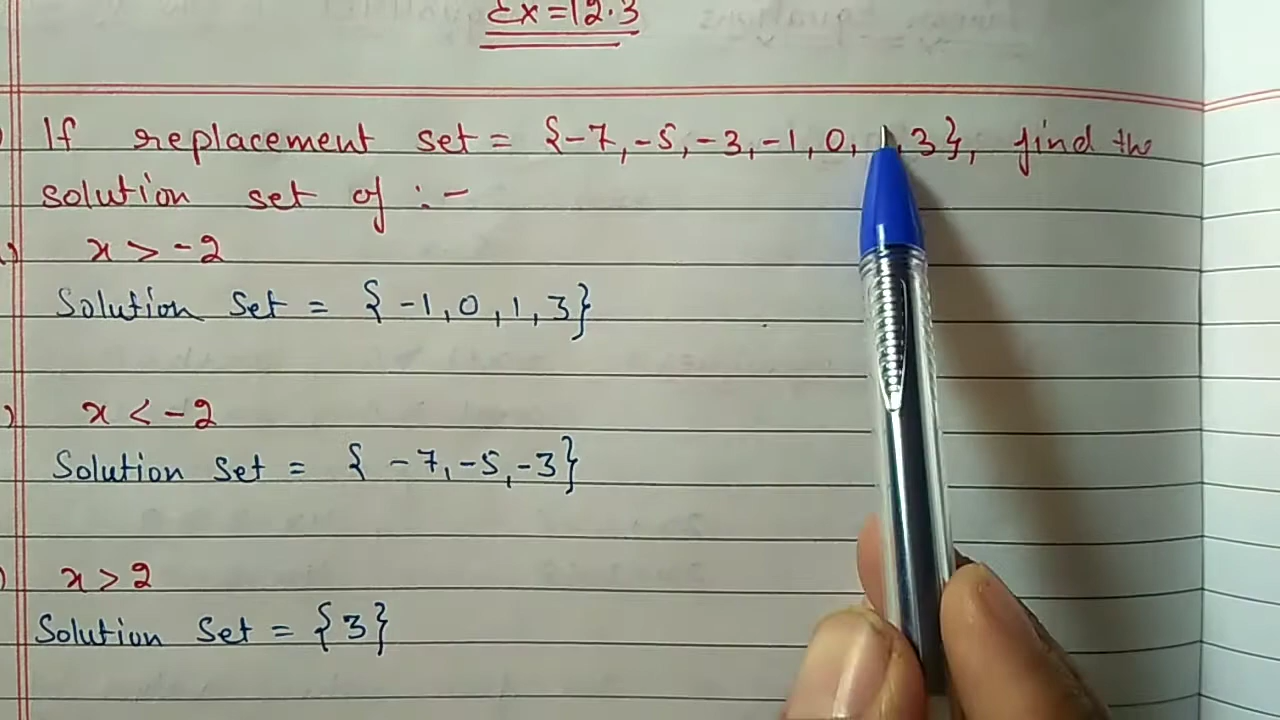 Ex=12.3
If replacement set = {-7,-5,-3,-1,0, ,3}, find the
solution set of :-
x > -2
Solution Set = {-1,0,1,3}
x < -2
Solution Set = {-7,-5,-3}
x > 2
Solution Set = {3}